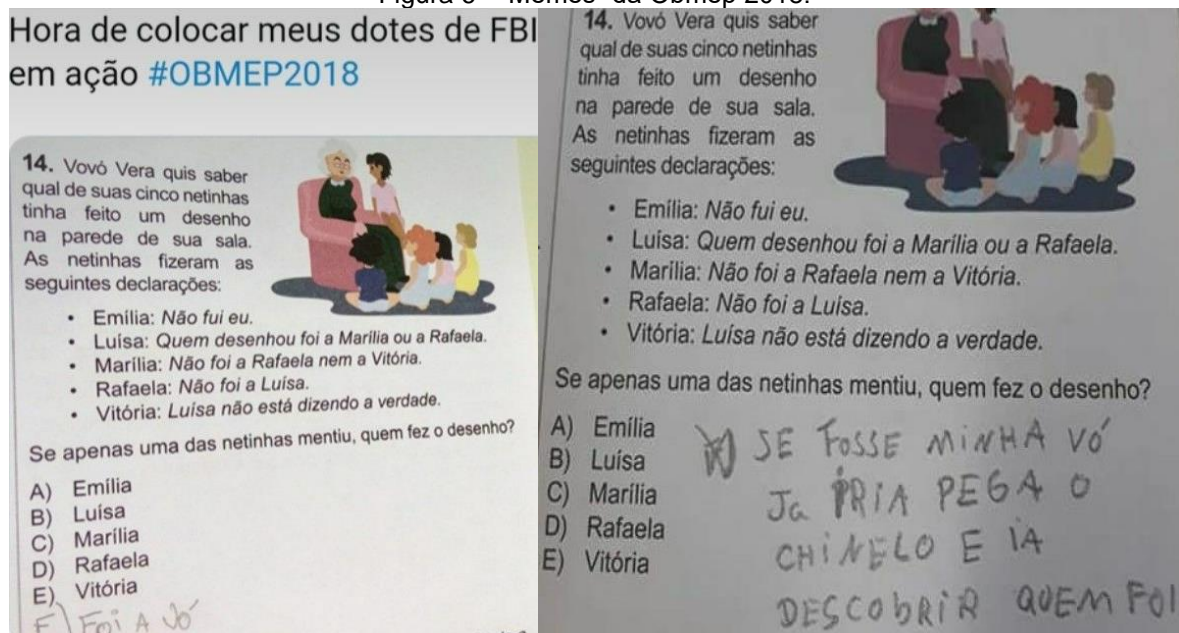 Hora de colocar meus dotes de FBI
em ação #OBMEP2018
14. Vovó Vera quis saber
qual de suas cinco netinhas
tinha feito um desenho
na parede de sua sala.
As netinhas fizeram as
seguintes declarações:
• Emília: Não fui eu.
• Luísa: Quem desenhou foi a Marília ou a Rafaela.
• Marília: Não foi a Rafaela nem a Vitória.
• Rafaela: Não foi a Luísa.
• Vitória: Luísa não está dizendo a verdade.
Se apenas uma das netinhas mentiu, quem fez o desenho?
A) Emília
B) Luísa
C) Marília
D) Rafaela
E) Vitória
F) FOI A VÓ
14. Vovó Vera quis saber
qual de suas cinco netinhas
tinha feito um desenho
na parede de sua sala.
As netinhas fizeram as
seguintes declarações:
• Emília: Não fui eu.
• Luísa: Quem desenhou foi a Marília ou a Rafaela.
• Marília: Não foi a Rafaela nem a Vitória.
• Rafaela: Não foi a Luísa.
• Vitória: Luísa não está dizendo a verdade.
Se apenas uma das netinhas mentiu, quem fez o desenho?
A) Emília
B) Luísa
C) Marília
D) Rafaela
E) Vitória
SE FOSSE MINHA VÓ
Ja IRIA PEGA O
CHINELO E IA
DESCOBRIR QUEM FOI